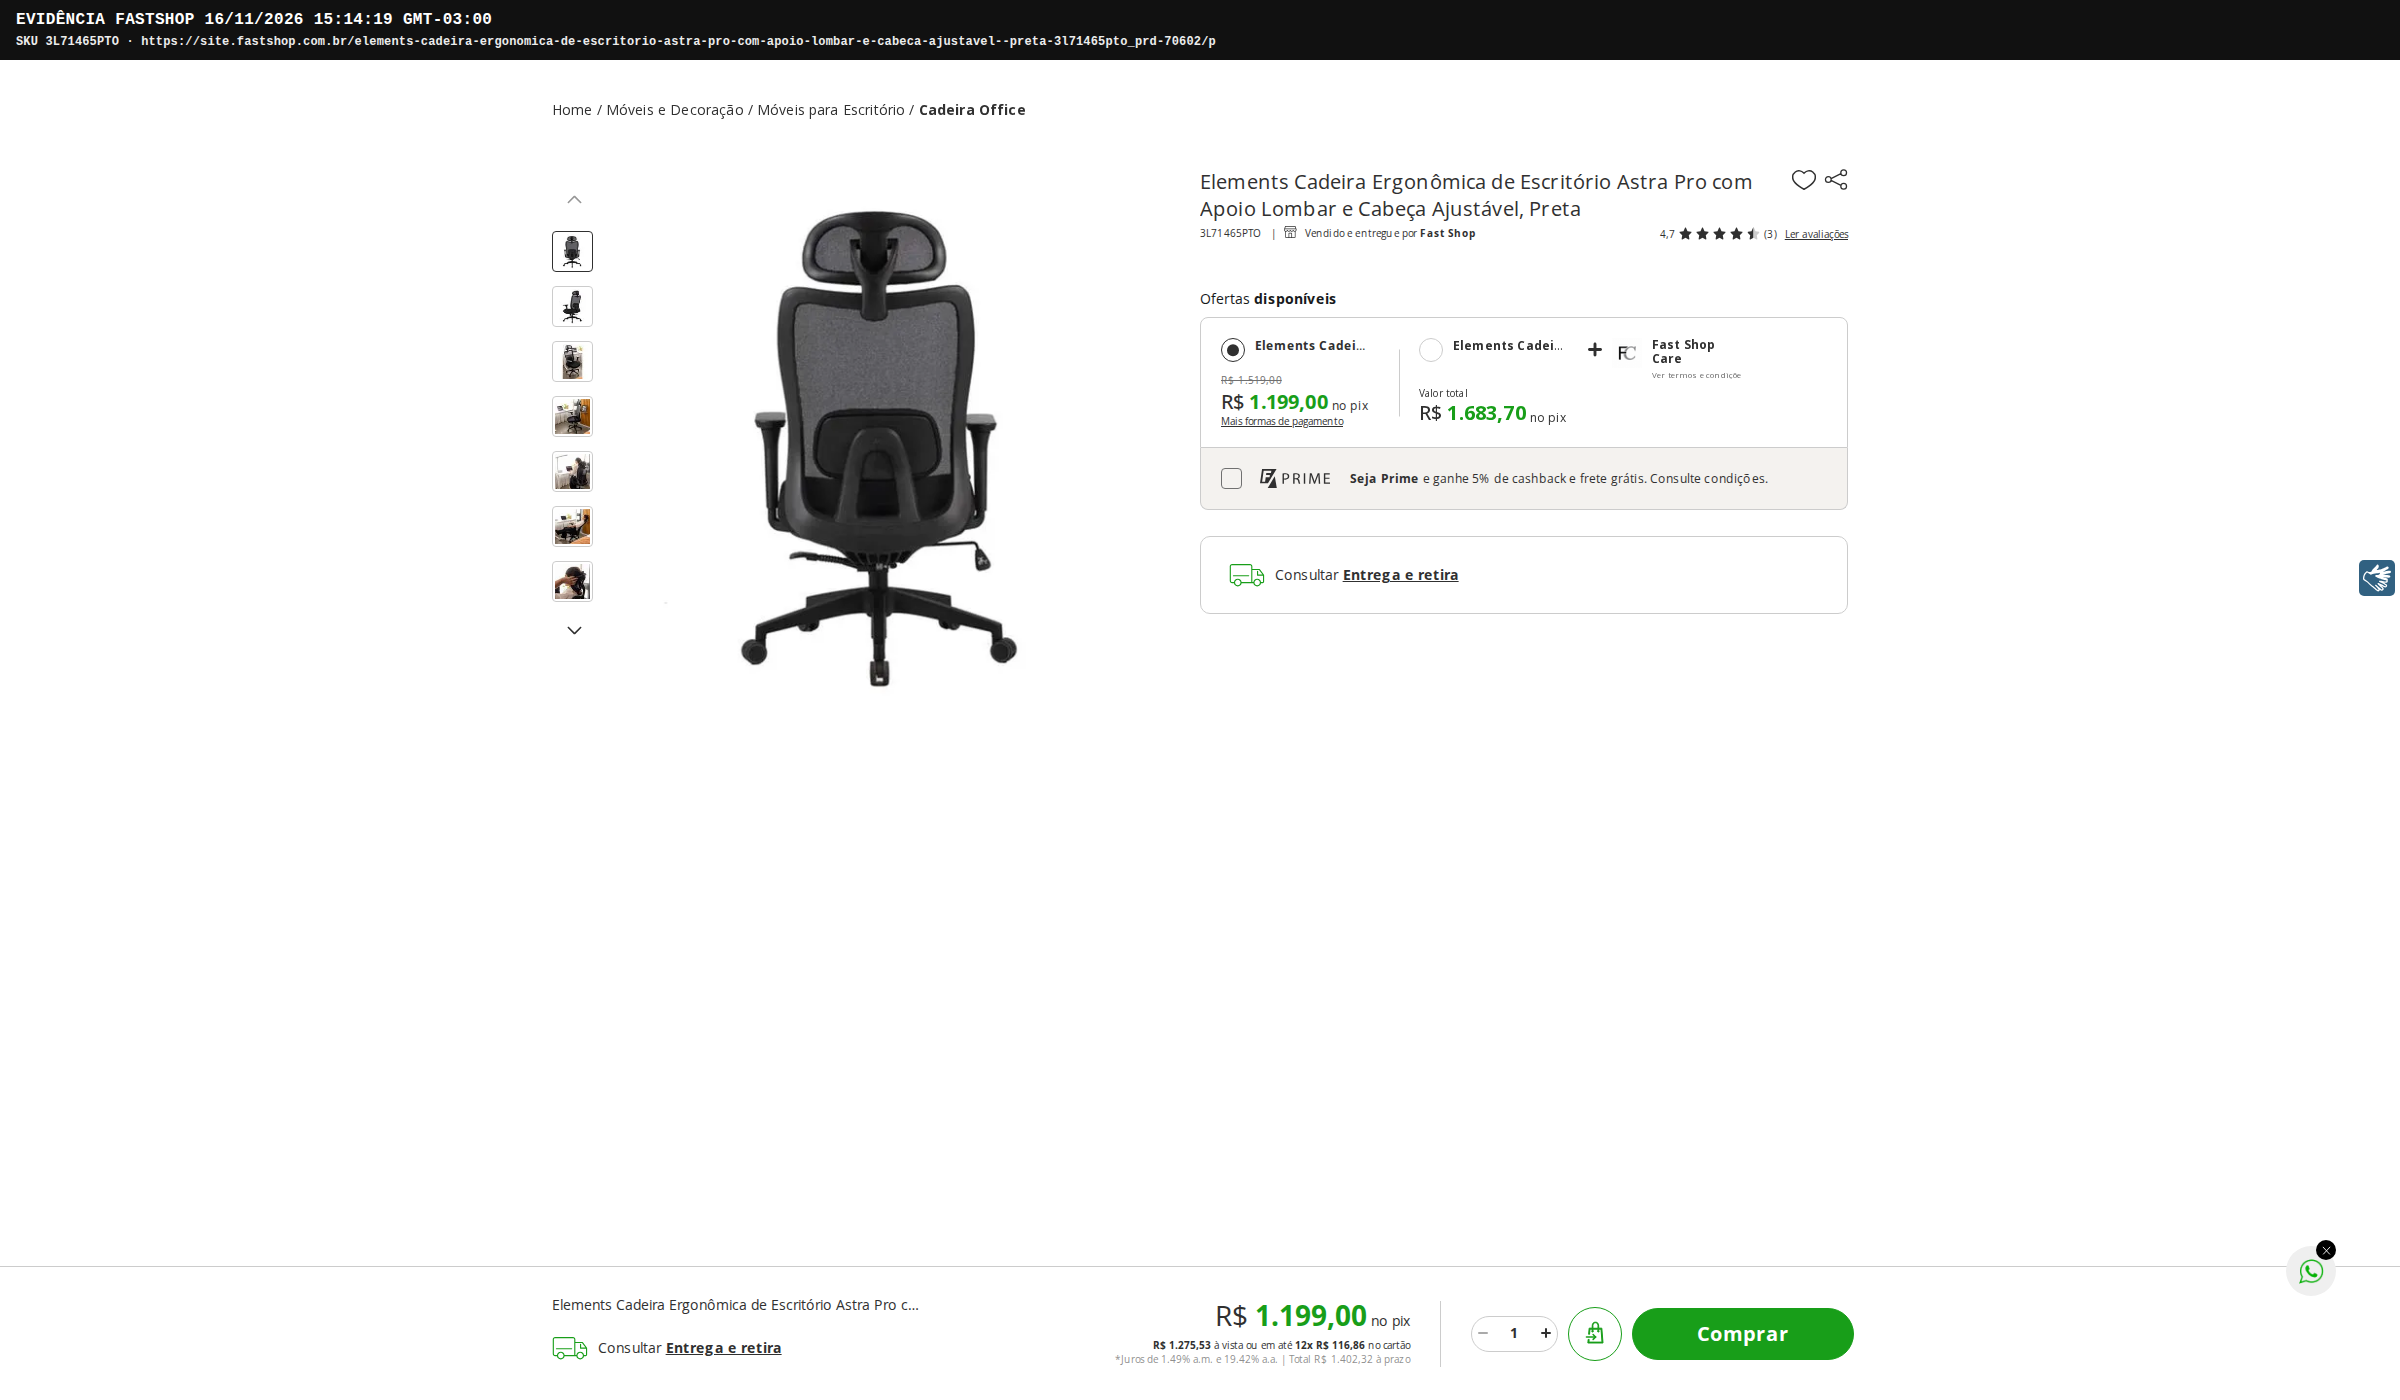 EVIDÊNCIA FASTSHOP 16/11/2026 15:14:19 GMT-03:00
SKU 3L71465PTO · https://site.fastshop.com.br/elements-cadeira-ergonomica-de-escritorio-astra-pro-com-apoio-lombar-e-cabeca-ajustavel--preta-3l71465pto_prd-70602/p
Home / Móveis e Decoração / Móveis para Escritório / Cadeira Office
Elements Cadeira Ergonômica de Escritório Astra Pro com
Apoio Lombar e Cabeça Ajustável, Preta
3L71465PTO | Vendido e entregue por Fast Shop
4,7 (3) Ler avaliações
Ofertas disponíveis
Elements Cadei...
R$ 1.519,00
R$ 1.199,00 no pix
Mais formas de pagamento
Elements Cadei...
+
FC
Fast Shop
Care
Ver termos e condiçõe
Valor total
R$ 1.683,70 no pix
PRIME Seja Prime e ganhe 5% de cashback e frete grátis. Consulte condições.
Consultar Entrega e retira
Elements Cadeira Ergonômica de Escritório Astra Pro c...
Consultar Entrega e retira
R$ 1.199,00 no pix
R$ 1.275,53 à vista ou em até 12x R$ 116,86 no cartão
*Juros de 1.49% a.m. e 19.42% a.a. | Total R$ 1.402,32 à prazo
− 1 +
Comprar